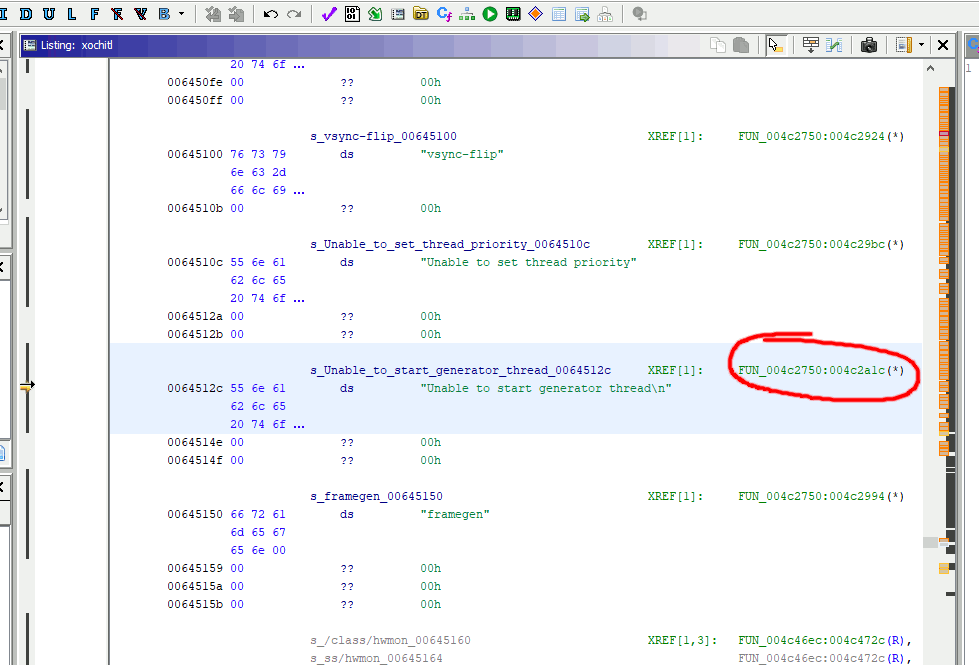 I D U L F F V B
Listing: xochitl
20 74 6f ...
006450fe 00 ?? 00h
006450ff 00 ?? 00h
s_vsync-flip_00645100 XREF[1]: FUN_004c2750:004c2924(*)
00645100 76 73 79 ds "vsync-flip"
6e 63 2d
66 6c 69 ...
0064510b 00 ?? 00h
s_Unable_to_set_thread_priority_0064510c XREF[1]: FUN_004c2750:004c29bc(*)
0064510c 55 6e 61 ds "Unable to set thread priority"
62 6c 65
20 74 6f ...
0064512a 00 ?? 00h
0064512b 00 ?? 00h
s_Unable_to_start_generator_thread_0064512c XREF[1]: FUN_004c2750:004c2a1c(*)
0064512c 55 6e 61 ds "Unable to start generator thread\n"
62 6c 65
20 74 6f ...
0064514e 00 ?? 00h
0064514f 00 ?? 00h
s_framegen_00645150 XREF[1]: FUN_004c2750:004c2994(*)
00645150 66 72 61 ds "framegen"
6d 65 67
65 6e 00
00645159 00 ?? 00h
0064515a 00 ?? 00h
0064515b 00 ?? 00h
s_/class/hwmon_00645160 XREF[1,3]: FUN_004c46ec:004c472c(R),
s_ss/hwmon_00645164 FUN_004c46ec:004c472c(R),
1